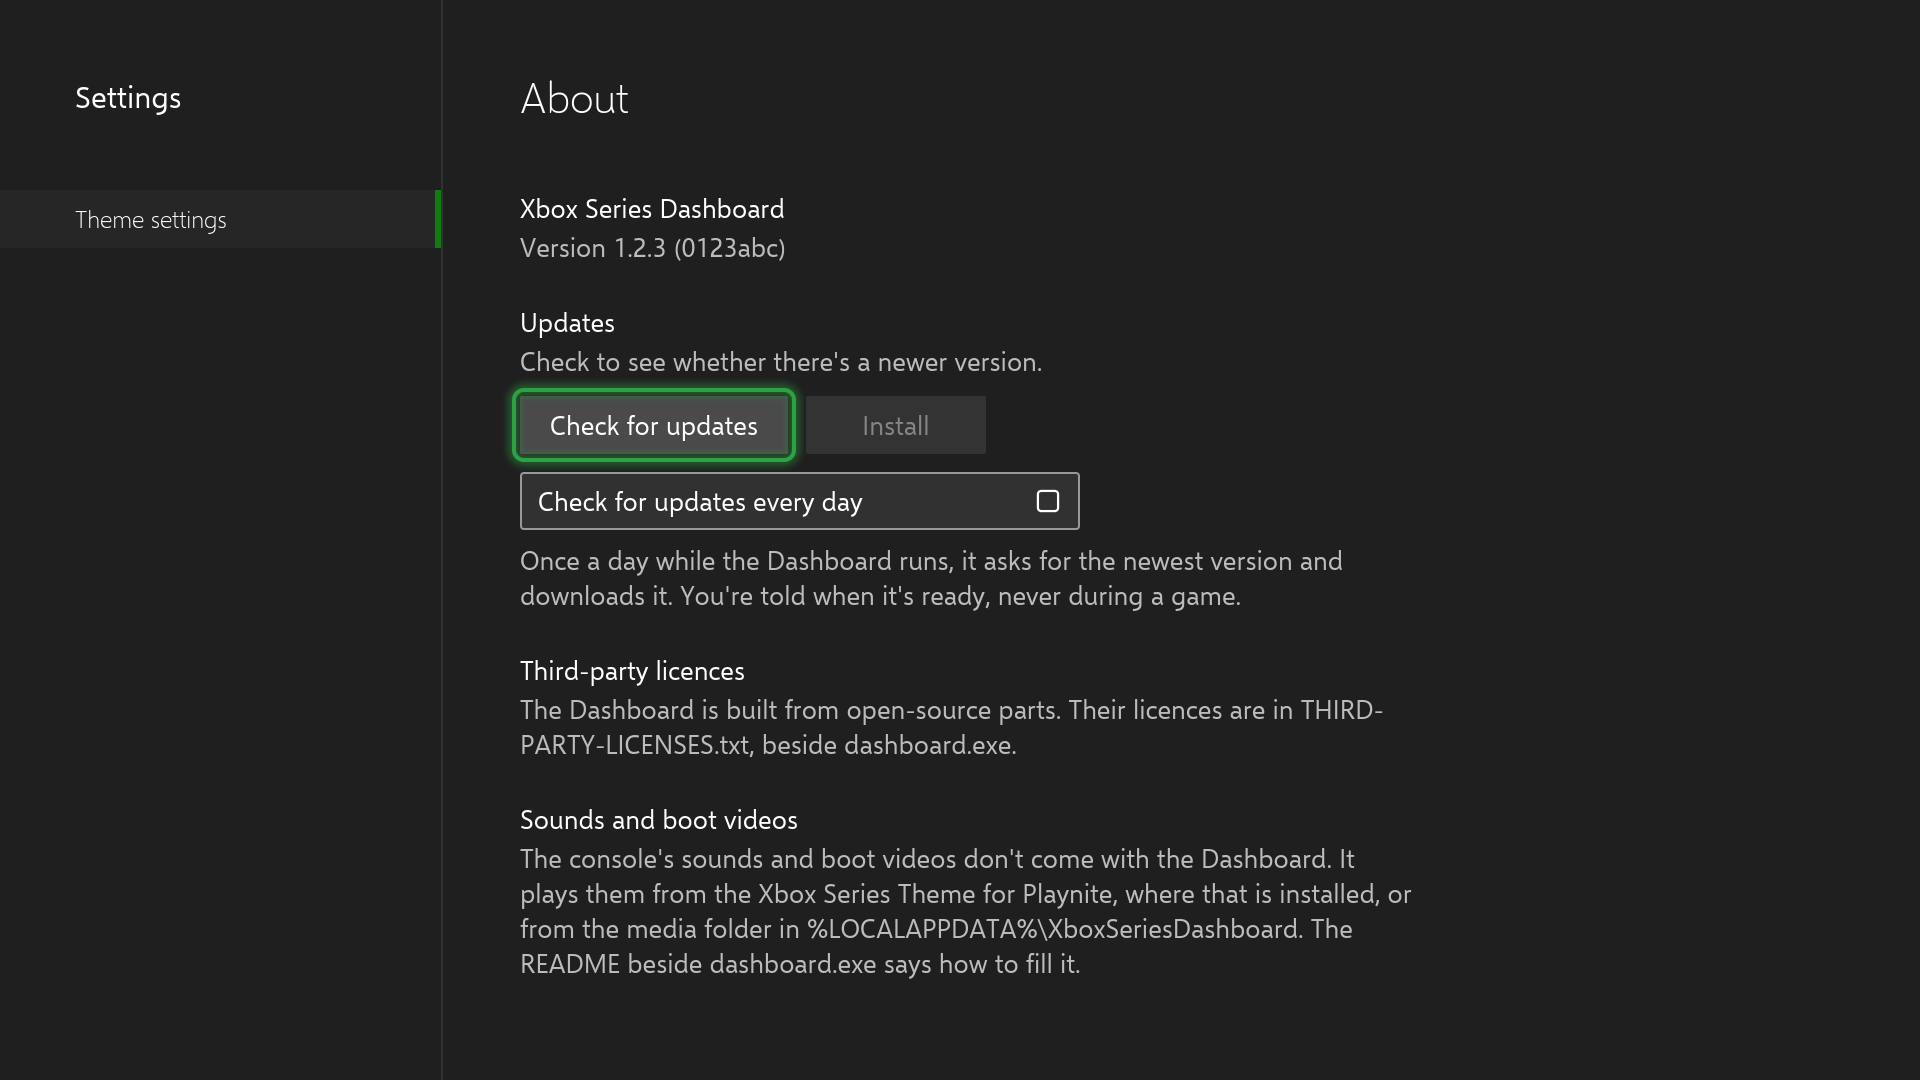 Settings
Theme settings
About
Xbox Series Dashboard
Version 1.2.3 (0123abc)
Updates
Check to see whether there's a newer version.
Check for updates
Install
Check for updates every day
Once a day while the Dashboard runs, it asks for the newest version and
downloads it. You're told when it's ready, never during a game.
Third-party licences
The Dashboard is built from open-source parts. Their licences are in THIRD-
PARTY-LICENSES.txt, beside dashboard.exe.
Sounds and boot videos
The console's sounds and boot videos don't come with the Dashboard. It
plays them from the Xbox Series Theme for Playnite, where that is installed, or
from the media folder in %LOCALAPPDATA%\XboxSeriesDashboard. The
README beside dashboard.exe says how to fill it.